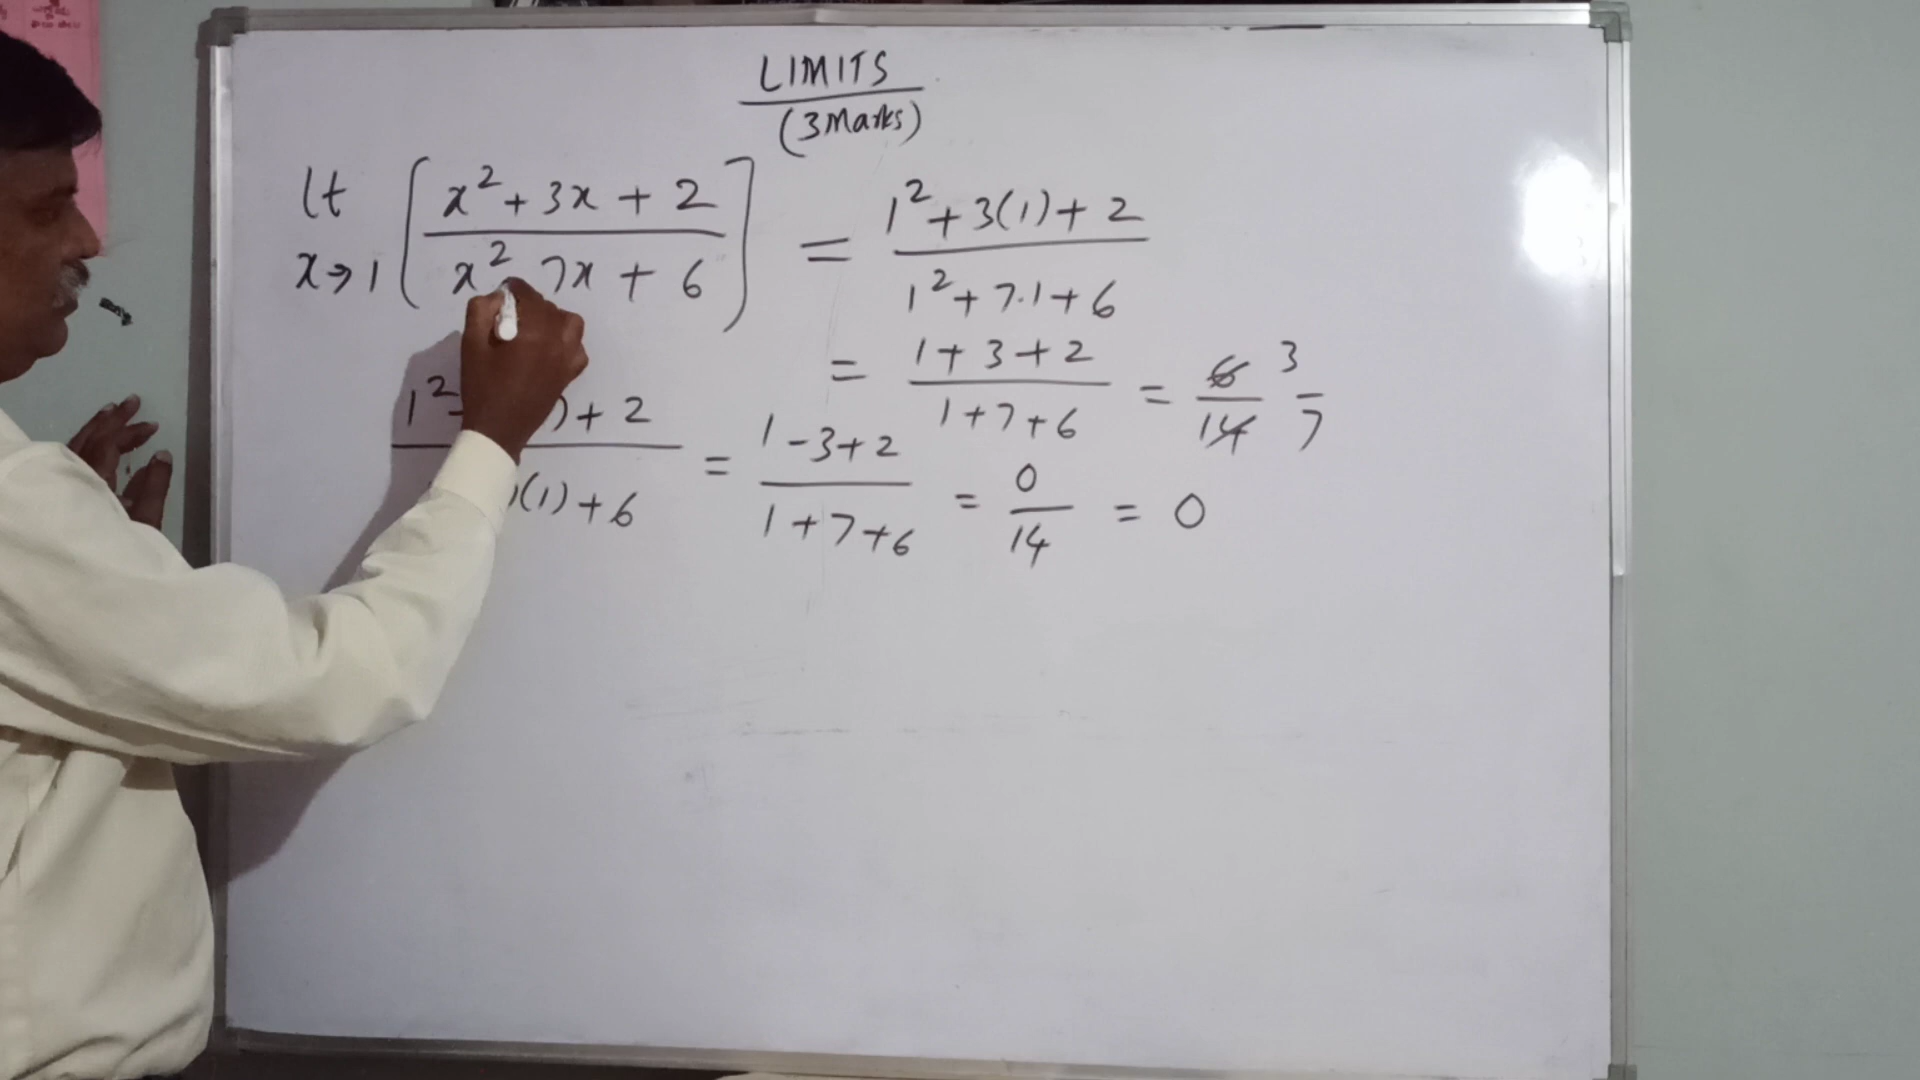 LIMITS
(3 Marks)
lt x→1 [ (x² + 3x + 2) / (x² 7x + 6) ] = (1² + 3(1) + 2) / (1² + 7.1 + 6)
= (1 + 3 + 2) / (1 + 7 + 6) = 6/14 3/7
1² ) + 2 / (1) + 6 = (1 - 3 + 2) / (1 + 7 + 6) = 0/14 = 0